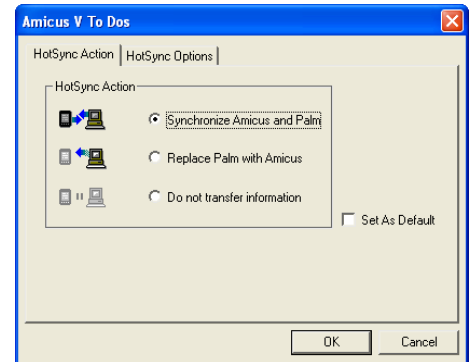 Amicus V To Dos
HotSync Action HotSync Options
HotSync Action
Synchronize Amicus and Palm
Replace Palm with Amicus
Do not transfer information
Set As Default
OK Cancel